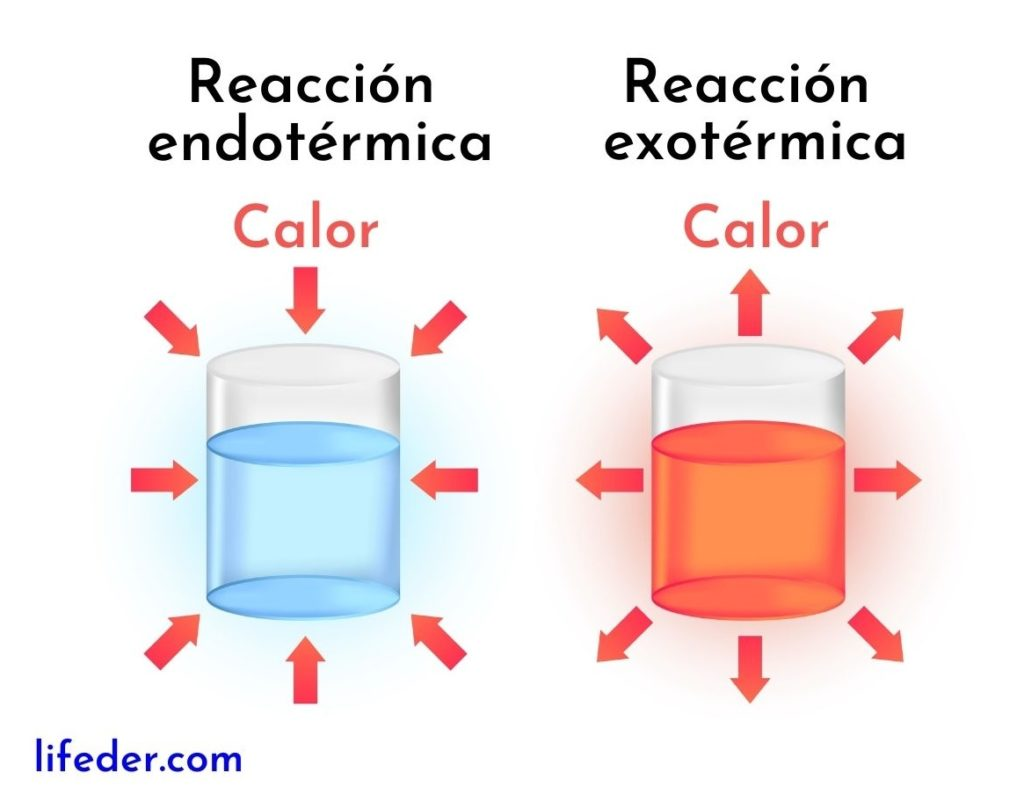 Reacción
endotérmica
Calor
Reacción
exotérmica
Calor
lifeder.com